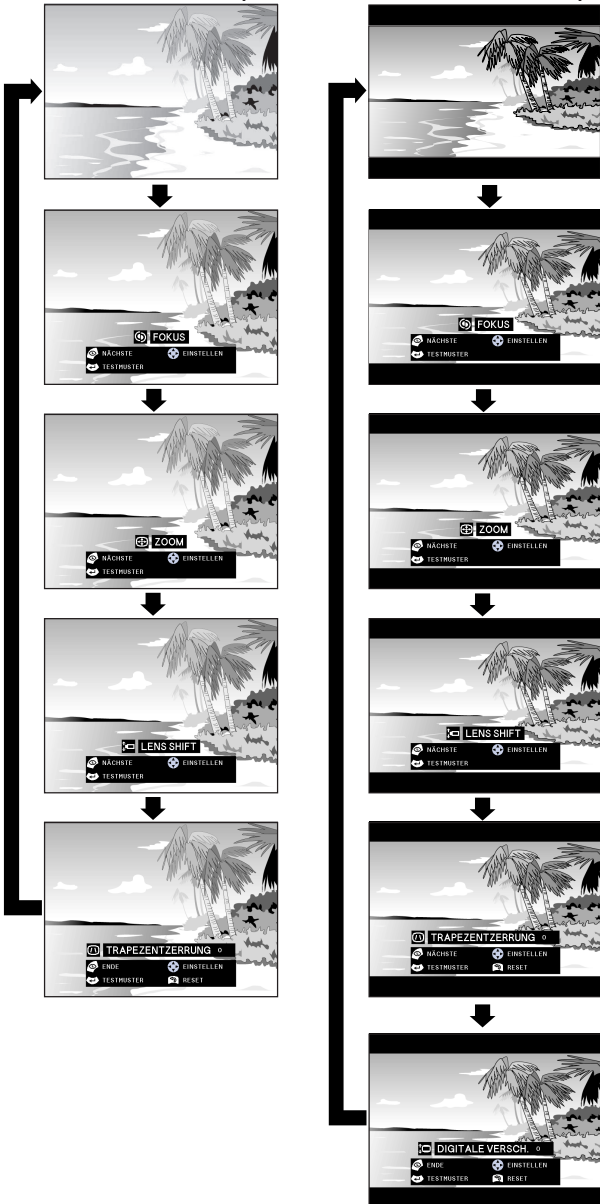 FOKUS
NÄCHSTE EINSTELLEN
TESTMUSTER
ZOOM
NÄCHSTE EINSTELLEN
TESTMUSTER
LENS SHIFT
NÄCHSTE EINSTELLEN
TESTMUSTER
TRAPEZENTZERRUNG 0
ENDE EINSTELLEN
TESTMUSTER RESET
FOKUS
NÄCHSTE EINSTELLEN
TESTMUSTER
ZOOM
NÄCHSTE EINSTELLEN
TESTMUSTER
LENS SHIFT
NÄCHSTE EINSTELLEN
TESTMUSTER
TRAPEZENTZERRUNG 0
NÄCHSTE EINSTELLEN
TESTMUSTER RESET
DIGITALE VERSCH. 0
ENDE EINSTELLEN
TESTMUSTER RESET